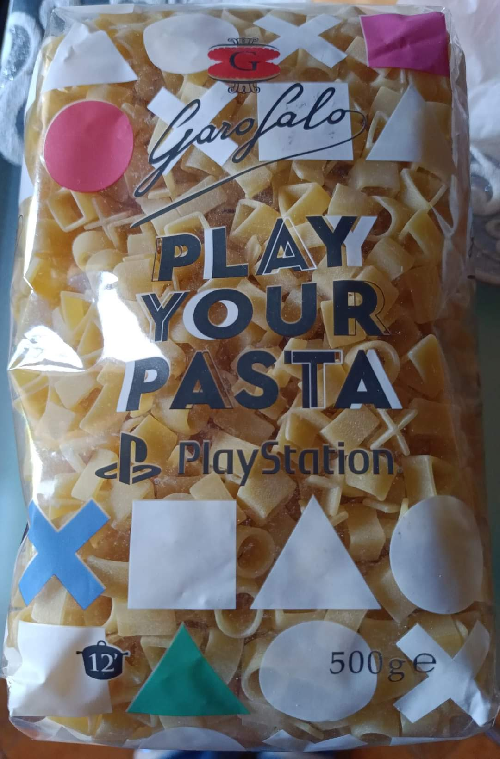 G
Garofalo
PLAY
YOUR
PASTA
PlayStation
12'
500g e